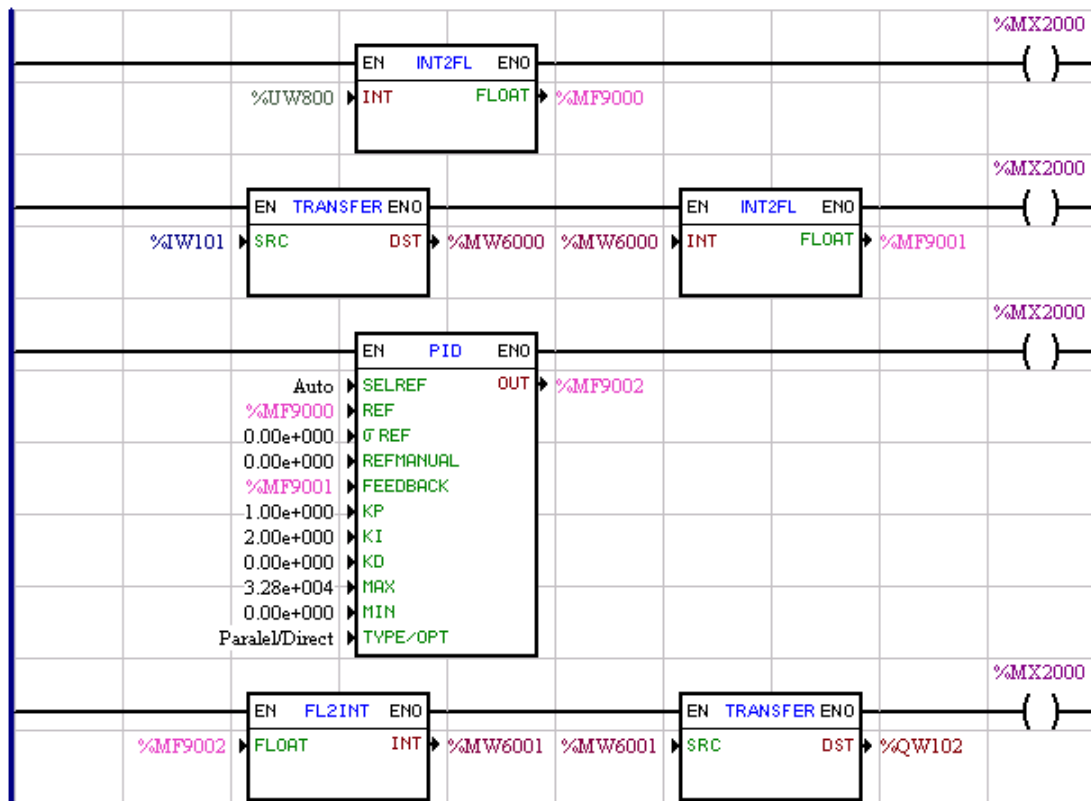 %MX2000
EN INT2FL ENO
%UW800 INT FLOAT %MF9000
%MX2000
EN TRANSFER ENO EN INT2FL ENO
%IW101 SRC DST %MW6000 %MW6000 INT FLOAT %MF9001
%MX2000
EN PID ENO
Auto SELREF OUT %MF9002
%MF9000 REF
0.00e+000 σ REF
0.00e+000 REFMANUAL
%MF9001 FEEDBACK
1.00e+000 KP
2.00e+000 KI
0.00e+000 KD
3.28e+004 MAX
0.00e+000 MIN
Paralel/Direct TYPE/OPT
%MX2000
EN FL2INT ENO EN TRANSFER ENO
%MF9002 FLOAT INT %MW6001 %MW6001 SRC DST %QW102